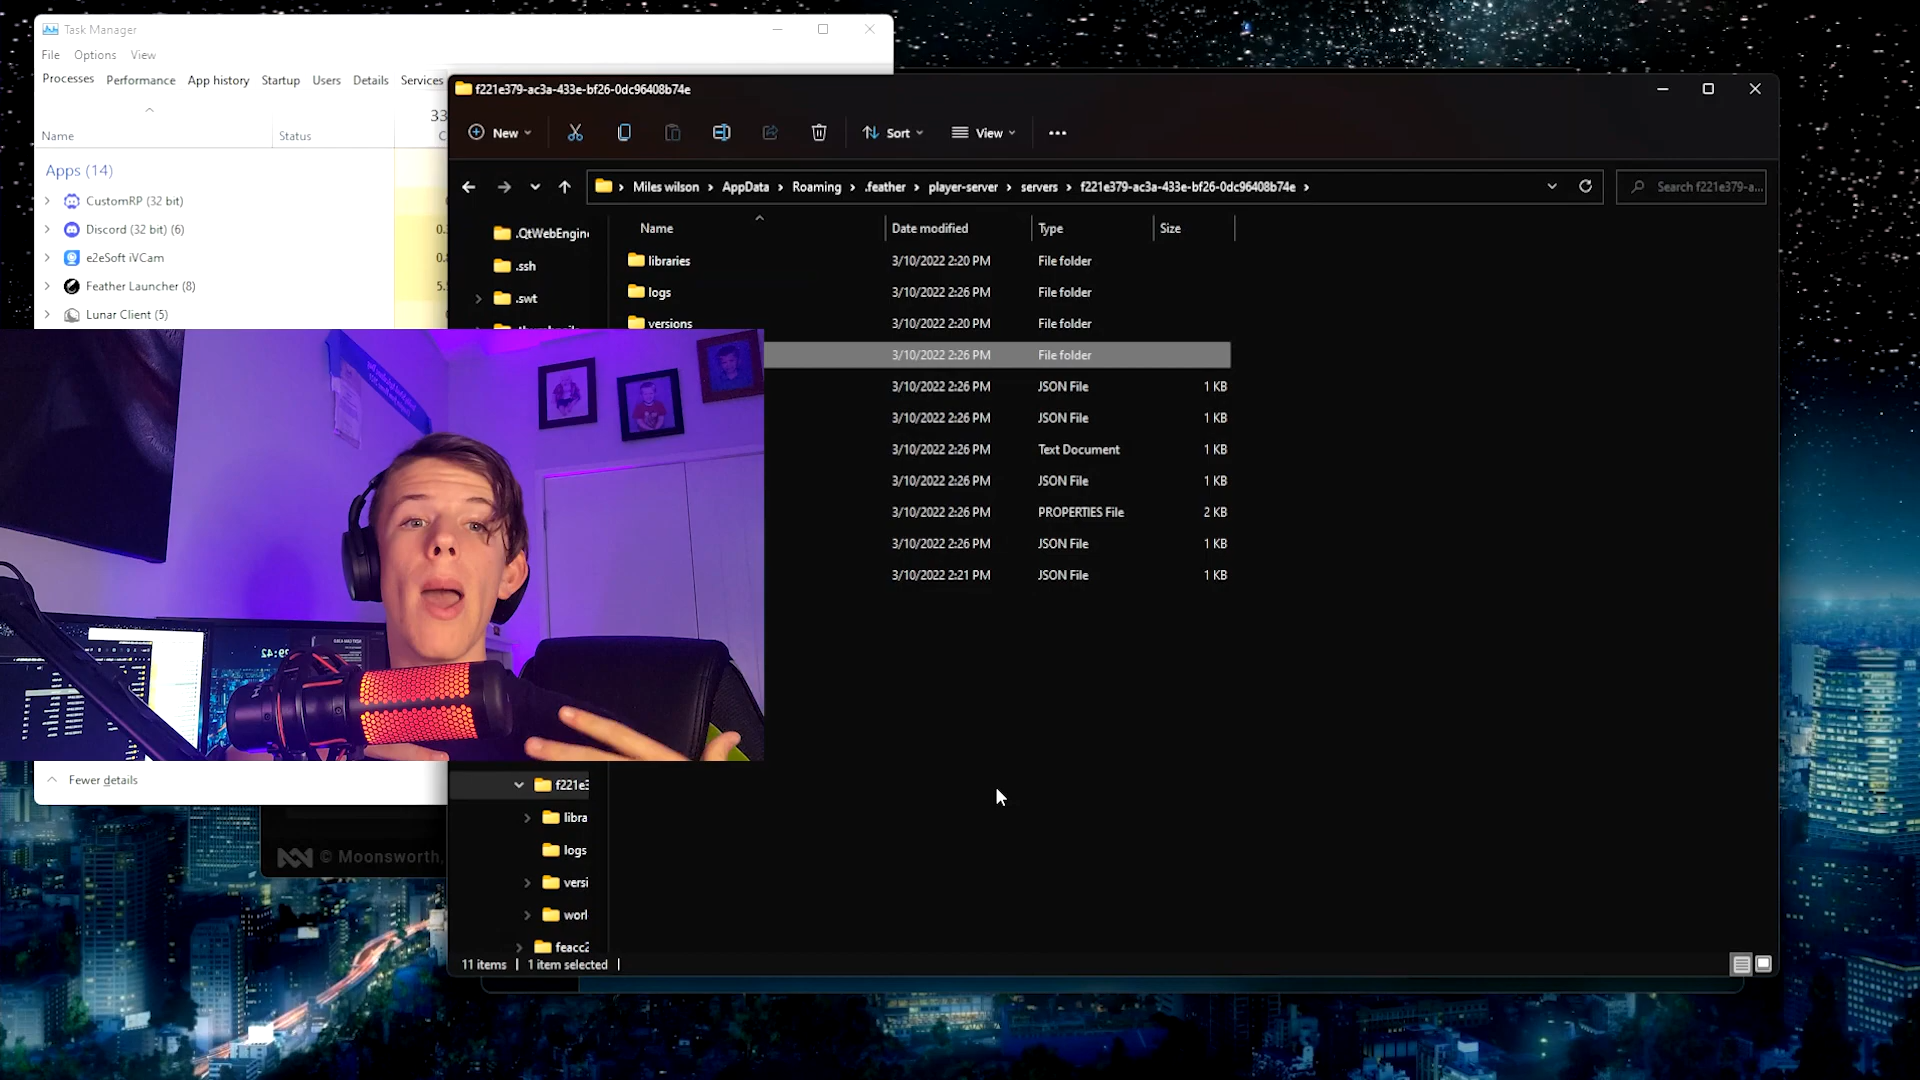 Task Manager
File Options View
Processes Performance App history Startup Users Details Services
33
Name Status
Apps (14)
CustomRP (32 bit)
Discord (32 bit) (6)
e2eSoft iVCam
Feather Launcher (8)
Lunar Client (5)
Fewer details
© Moonsworth,
f221e379-ac3a-433e-bf26-0dc96408b74e
New Sort View
Miles wilson AppData Roaming .feather player-server servers f221e379-ac3a-433e-bf26-0dc96408b74e
Search f221e379-a...
.QtWebEngin
.ssh
.swt
Name Date modified Type Size
libraries 3/10/2022 2:20 PM File folder
logs 3/10/2022 2:26 PM File folder
versions 3/10/2022 2:20 PM File folder
3/10/2022 2:26 PM File folder
3/10/2022 2:26 PM JSON File 1 KB
3/10/2022 2:26 PM JSON File 1 KB
3/10/2022 2:26 PM Text Document 1 KB
3/10/2022 2:26 PM JSON File 1 KB
3/10/2022 2:26 PM PROPERTIES File 2 KB
3/10/2022 2:26 PM JSON File 1 KB
3/10/2022 2:21 PM JSON File 1 KB
f221e3
libra
logs
versi
worl
feacc2
11 items 1 item selected